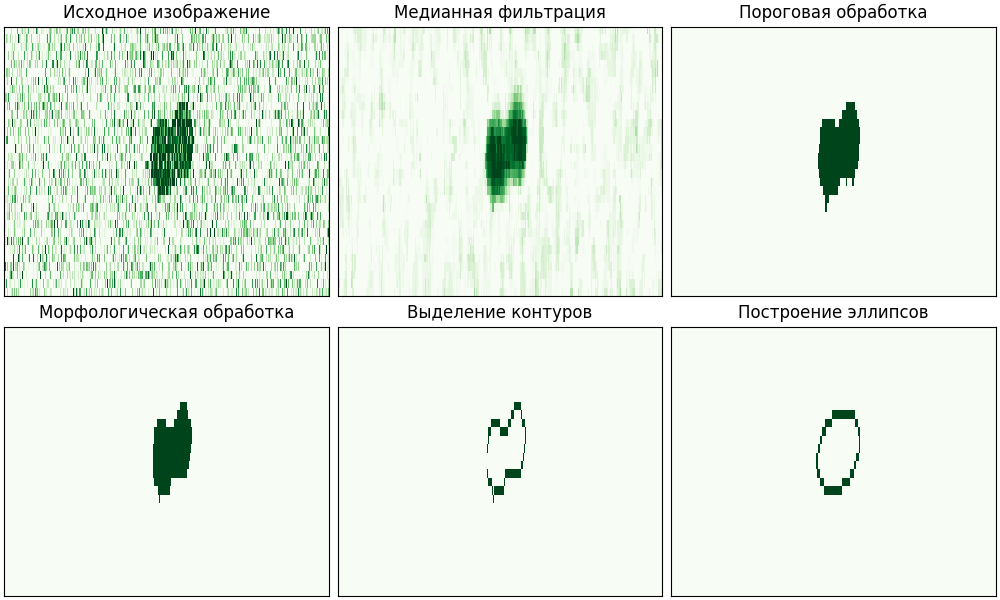 Исходное изображение
Медианная фильтрация
Пороговая обработка
Морфологическая обработка
Выделение контуров
Построение эллипсов